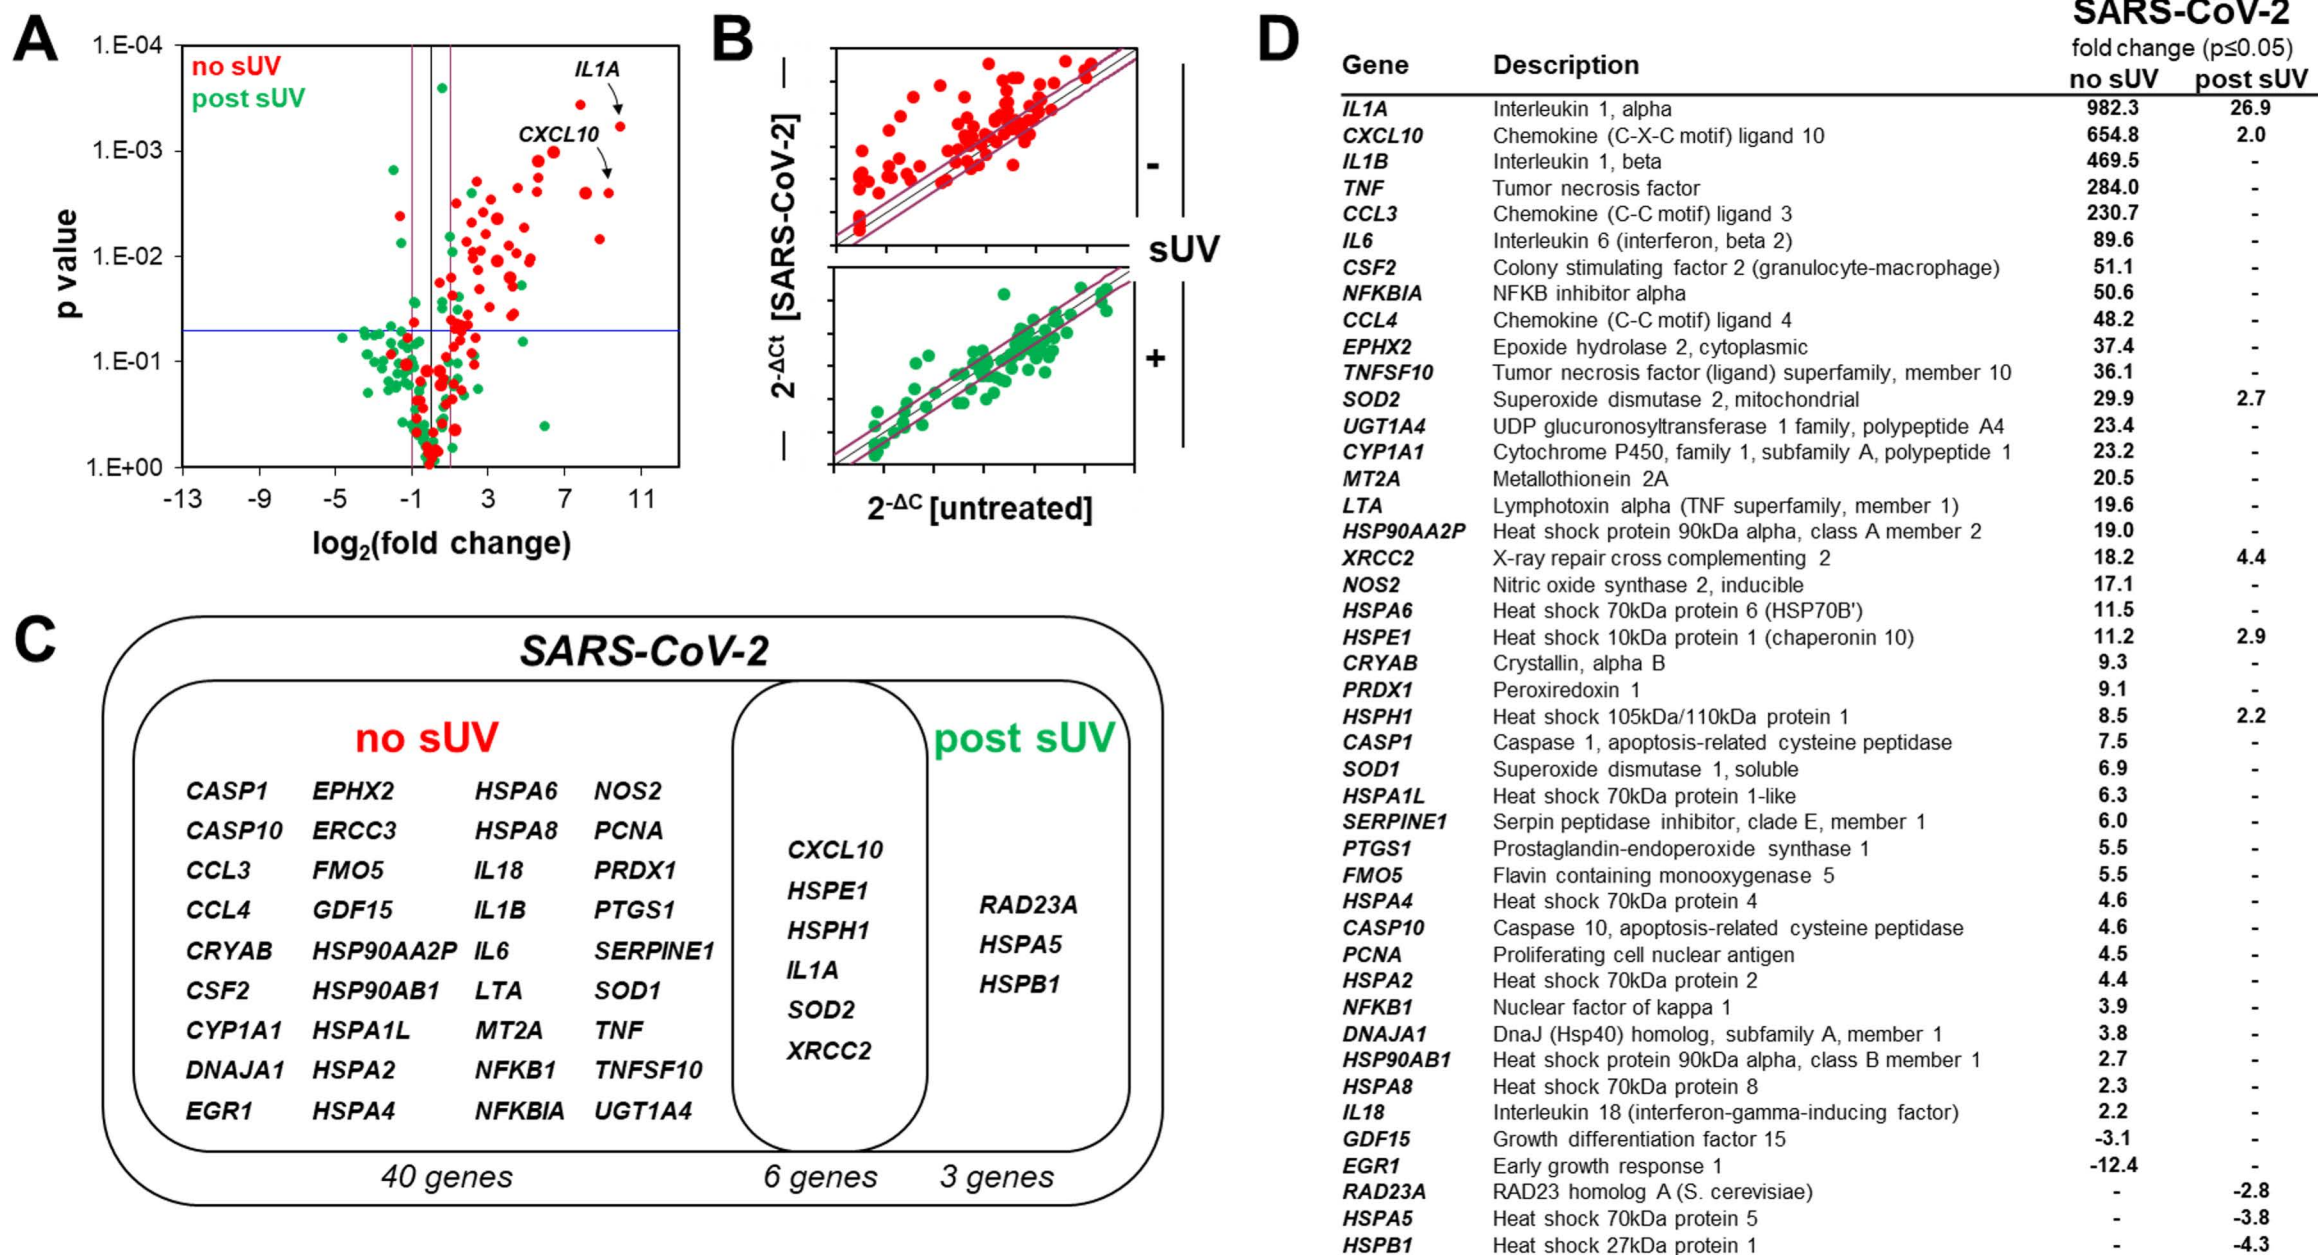 A
1.E-04
1.E-03
1.E-02
1.E-01
1.E+00
p value
no sUV
post sUV
IL1A
CXCL10
-13 -9 -5 -1 3 7 11
log2(fold change)
B
2-ΔCt [SARS-CoV-2]
-
sUV
+
2-ΔC [untreated]
C
SARS-CoV-2
no sUV
post sUV
CASP1 EPHX2 HSPA6 NOS2
CASP10 ERCC3 HSPA8 PCNA
CCL3 FMO5 IL18 PRDX1
CCL4 GDF15 IL1B PTGS1
CRYAB HSP90AA2P IL6 SERPINE1
CSF2 HSP90AB1 LTA SOD1
CYP1A1 HSPA1L MT2A TNF
DNAJA1 HSPA2 NFKB1 TNFSF10
EGR1 HSPA4 NFKBIA UGT1A4
CXCL10
HSPE1
HSPH1
IL1A
SOD2
XRCC2
RAD23A
HSPA5
HSPB1
40 genes 6 genes 3 genes
D
SARS-CoV-2
fold change (p≤0.05)
Gene Description no sUV post sUV
IL1A Interleukin 1, alpha 982.3 26.9
CXCL10 Chemokine (C-X-C motif) ligand 10 654.8 2.0
IL1B Interleukin 1, beta 469.5 -
TNF Tumor necrosis factor 284.0 -
CCL3 Chemokine (C-C motif) ligand 3 230.7 -
IL6 Interleukin 6 (interferon, beta 2) 89.6 -
CSF2 Colony stimulating factor 2 (granulocyte-macrophage) 51.1 -
NFKBIA NFKB inhibitor alpha 50.6 -
CCL4 Chemokine (C-C motif) ligand 4 48.2 -
EPHX2 Epoxide hydrolase 2, cytoplasmic 37.4 -
TNFSF10 Tumor necrosis factor (ligand) superfamily, member 10 36.1 -
SOD2 Superoxide dismutase 2, mitochondrial 29.9 2.7
UGT1A4 UDP glucuronosyltransferase 1 family, polypeptide A4 23.4 -
CYP1A1 Cytochrome P450, family 1, subfamily A, polypeptide 1 23.2 -
MT2A Metallothionein 2A 20.5 -
LTA Lymphotoxin alpha (TNF superfamily, member 1) 19.6 -
HSP90AA2P Heat shock protein 90kDa alpha, class A member 2 19.0 -
XRCC2 X-ray repair cross complementing 2 18.2 4.4
NOS2 Nitric oxide synthase 2, inducible 17.1 -
HSPA6 Heat shock 70kDa protein 6 (HSP70B') 11.5 -
HSPE1 Heat shock 10kDa protein 1 (chaperonin 10) 11.2 2.9
CRYAB Crystallin, alpha B 9.3 -
PRDX1 Peroxiredoxin 1 9.1 -
HSPH1 Heat shock 105kDa/110kDa protein 1 8.5 2.2
CASP1 Caspase 1, apoptosis-related cysteine peptidase 7.5 -
SOD1 Superoxide dismutase 1, soluble 6.9 -
HSPA1L Heat shock 70kDa protein 1-like 6.3 -
SERPINE1 Serpin peptidase inhibitor, clade E, member 1 6.0 -
PTGS1 Prostaglandin-endoperoxide synthase 1 5.5 -
FMO5 Flavin containing monooxygenase 5 5.5 -
HSPA4 Heat shock 70kDa protein 4 4.6 -
CASP10 Caspase 10, apoptosis-related cysteine peptidase 4.6 -
PCNA Proliferating cell nuclear antigen 4.5 -
HSPA2 Heat shock 70kDa protein 2 4.4 -
NFKB1 Nuclear factor of kappa 1 3.9 -
DNAJA1 DnaJ (Hsp40) homolog, subfamily A, member 1 3.8 -
HSP90AB1 Heat shock protein 90kDa alpha, class B member 1 2.7 -
HSPA8 Heat shock 70kDa protein 8 2.3 -
IL18 Interleukin 18 (interferon-gamma-inducing factor) 2.2 -
GDF15 Growth differentiation factor 15 -3.1 -
EGR1 Early growth response 1 -12.4 -
RAD23A RAD23 homolog A (S. cerevisiae) - -2.8
HSPA5 Heat shock 70kDa protein 5 - -3.8
HSPB1 Heat shock 27kDa protein 1 - -4.3